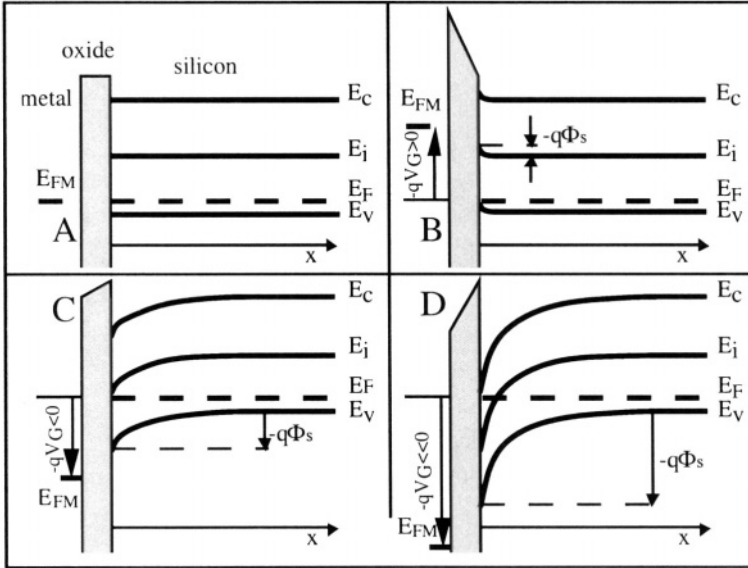 oxide
silicon
metal
Ec
Ei
EFM
EF
Ev
A
x
Ec
EFM
-qΦs
Ei
-qVG>0
EF
Ev
B
x
C
Ec
Ei
EF
Ev
-qVG<0
-qΦs
EFM
x
D
Ec
Ei
EF
Ev
-qVG<<0
-qΦs
EFM
x